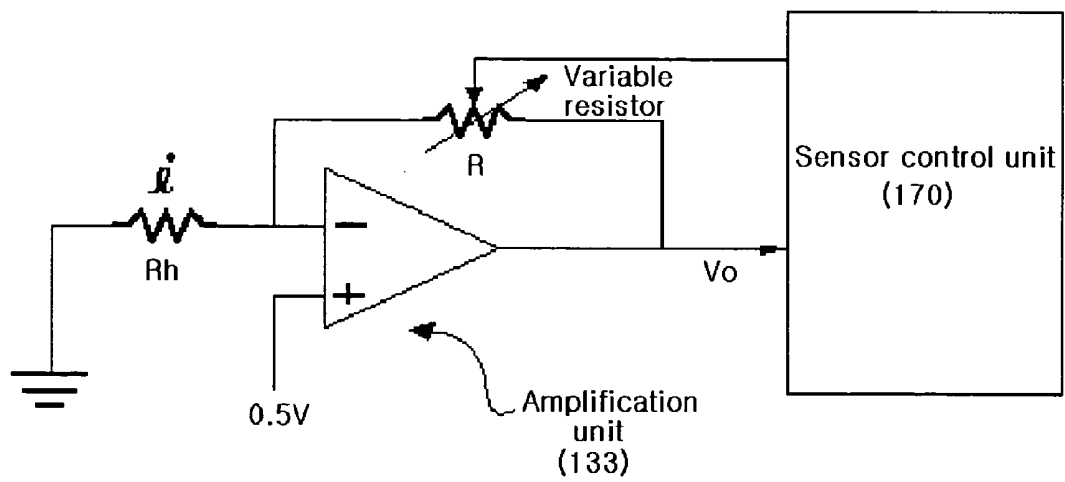 Variable
resistor
R
Sensor control unit
(170)
i
Rh
−
+
Vo
0.5V
Amplification
unit
(133)